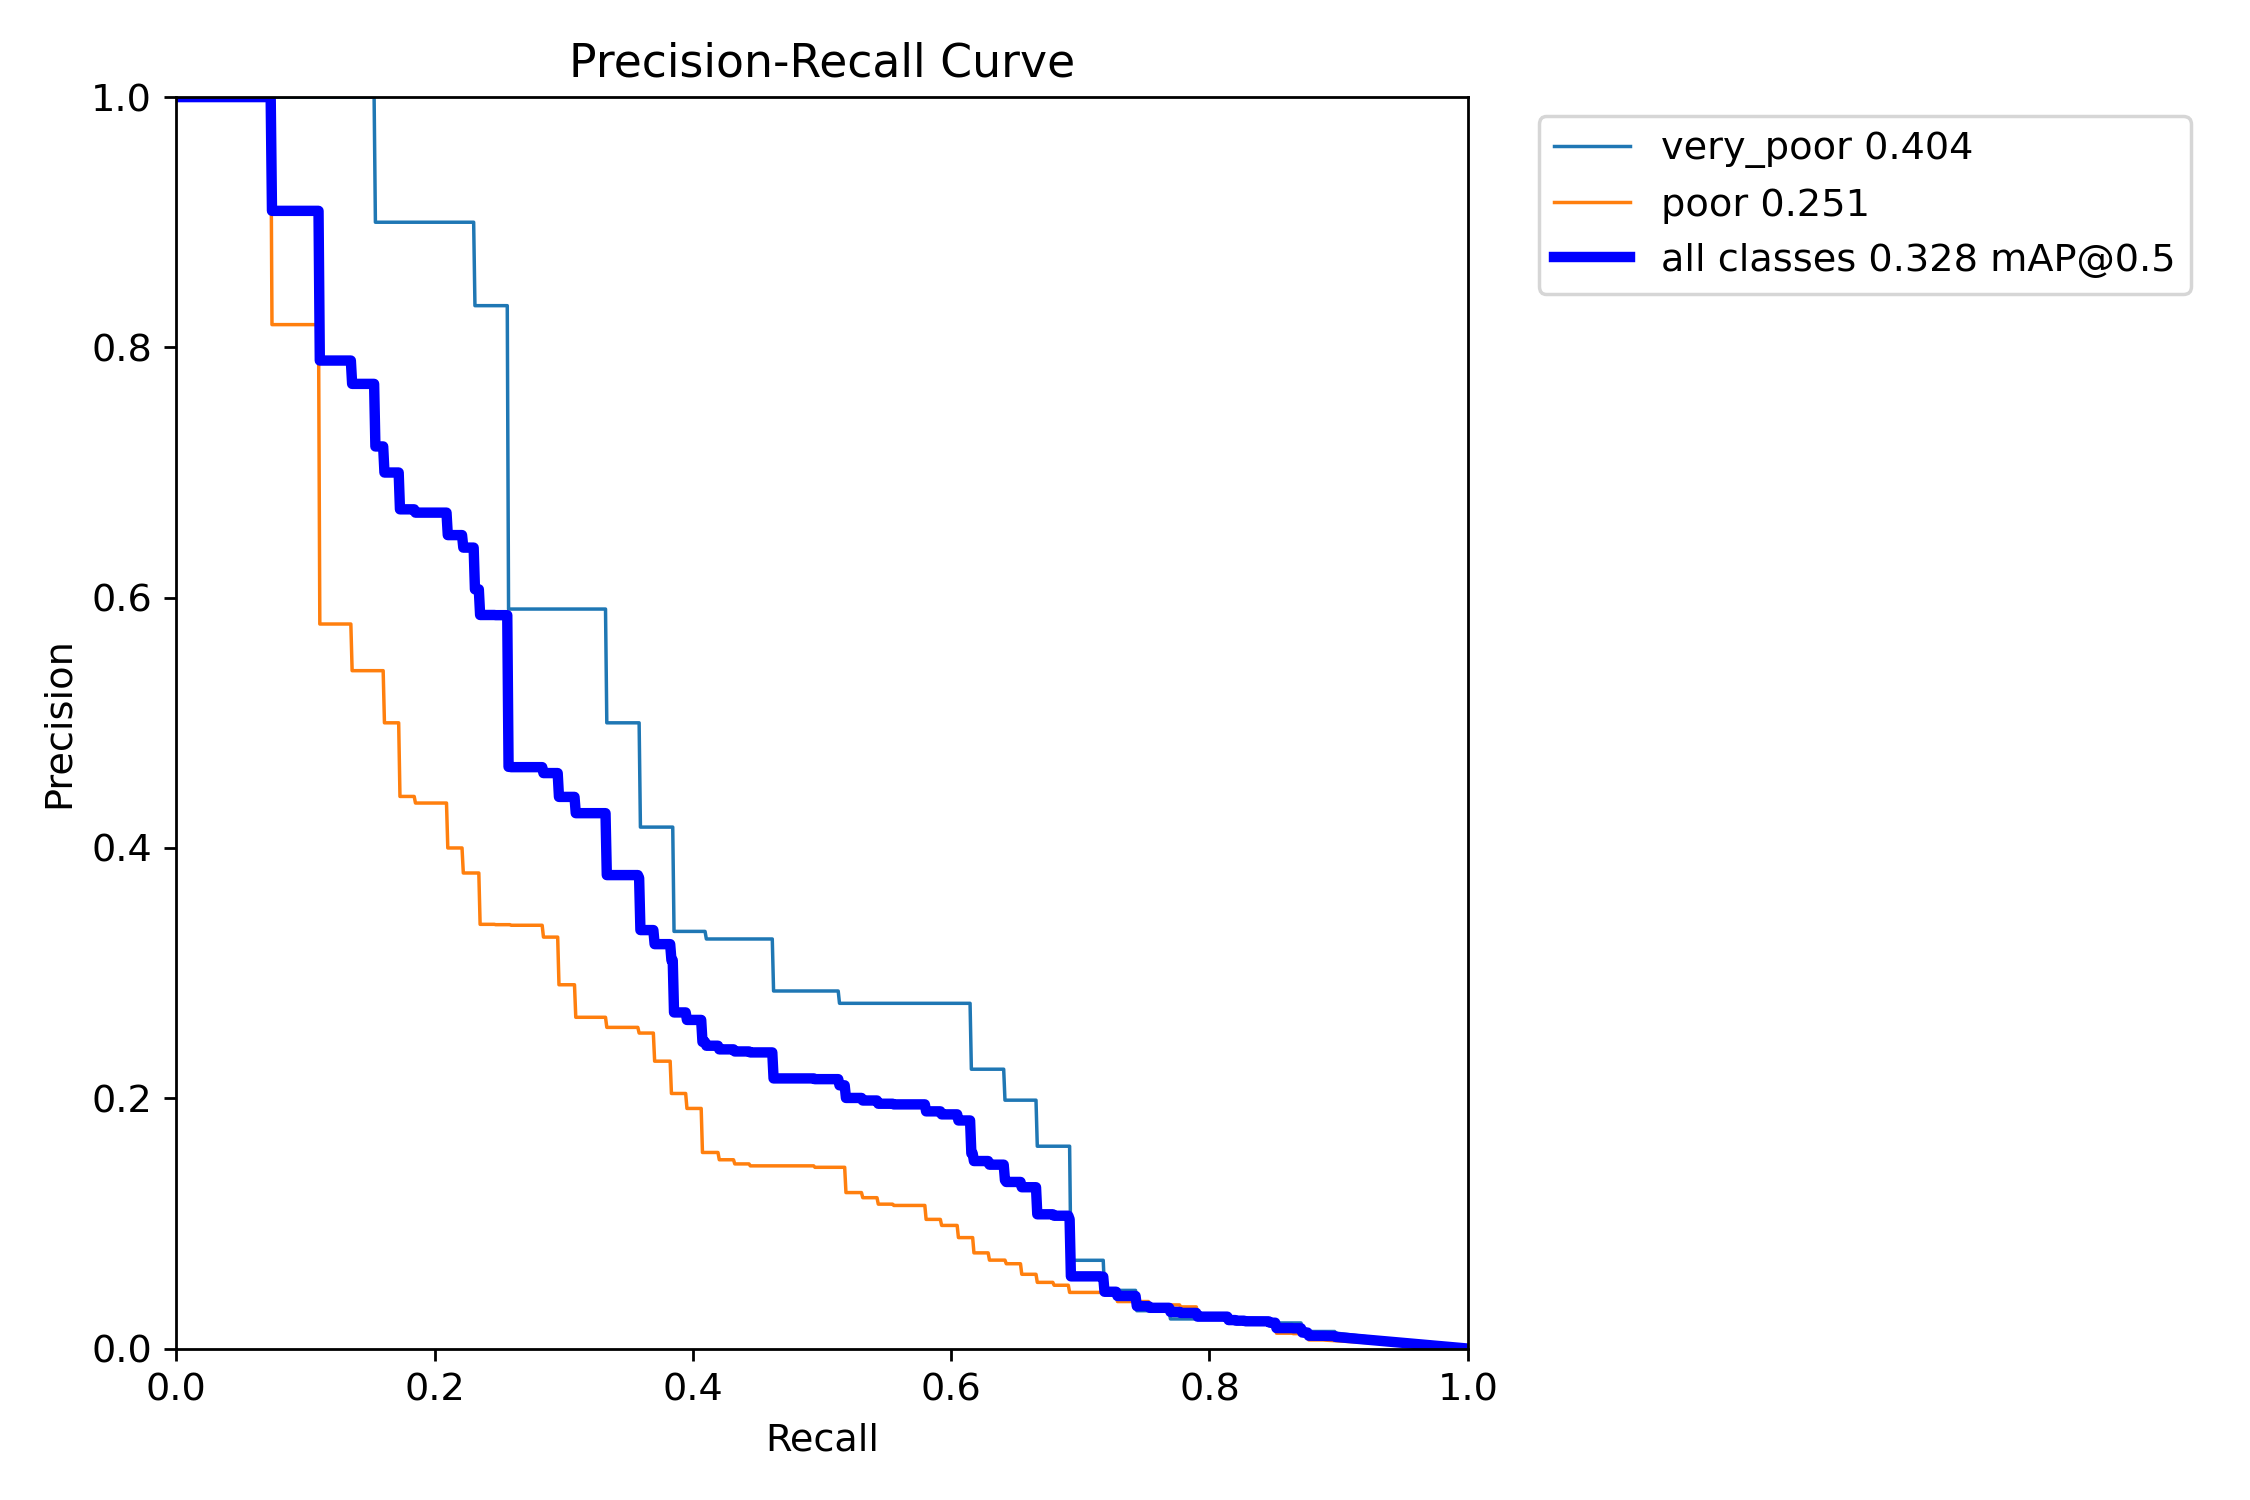 Precision-Recall Curve
very_poor 0.404
poor 0.251
all classes 0.328 mAP@0.5
Precision
1.0
0.8
0.6
0.4
0.2
0.0
0.0 0.2 0.4 0.6 0.8 1.0
Recall